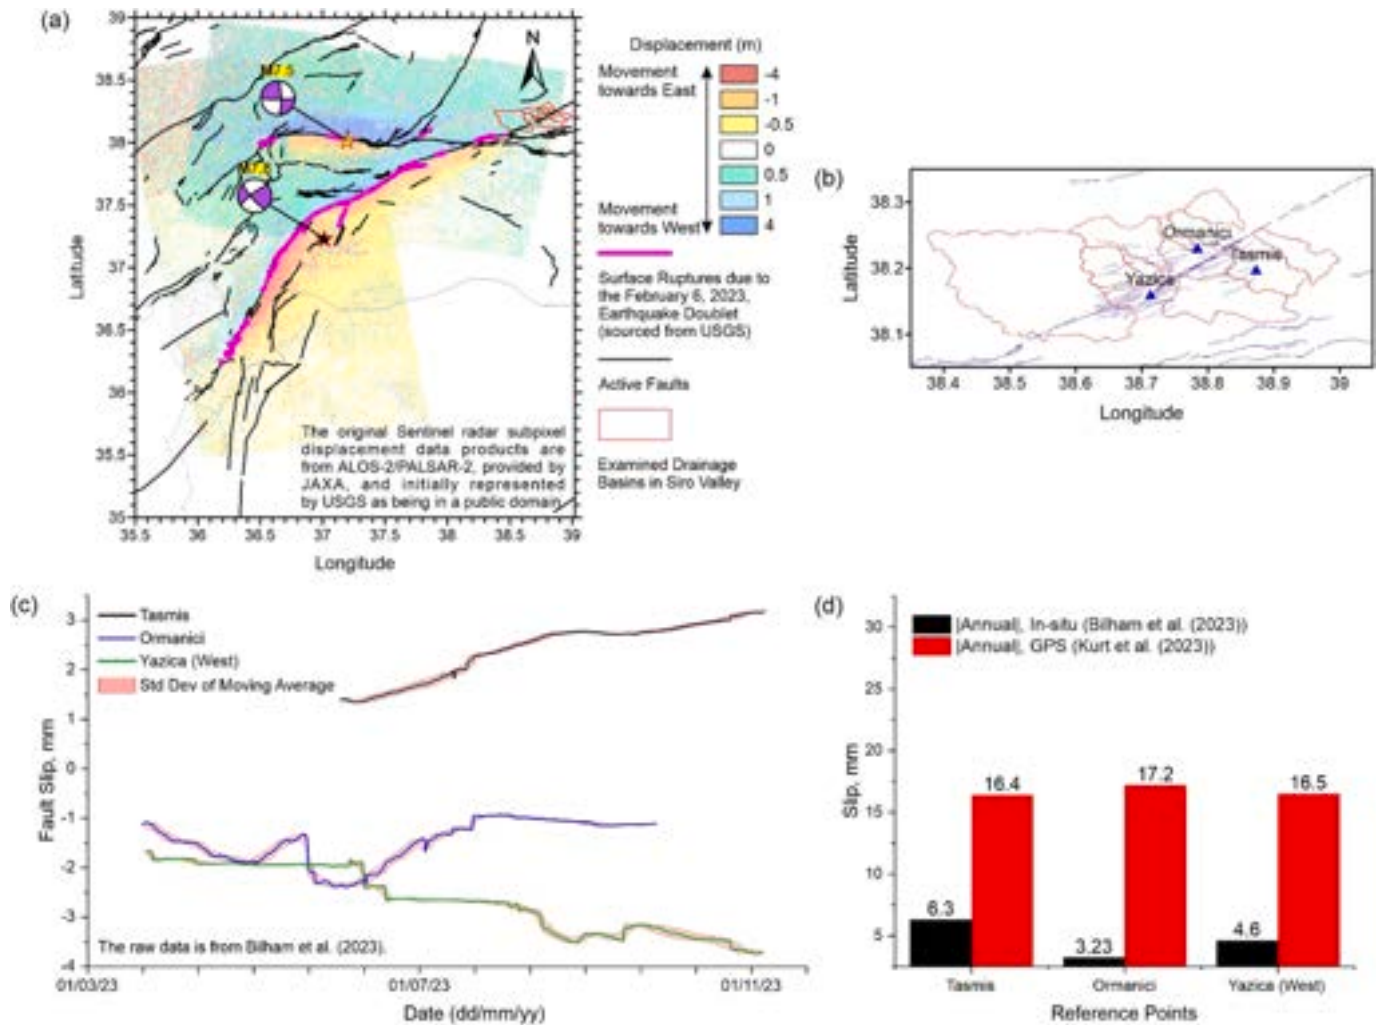 (a)
39
38.5
38
37.5
37
36.5
36
35.5
35
Latitude
M7.5
M7.8
N
35.5
36
36.5
37
37.5
38
38.5
39
Longitude
The original Sentinel radar subpixel
displacement data products are
from ALOS-2/PALSAR-2, provided by
JAXA, and initially represented
by USGS as being in a public domain.
Displacement (m)
Movement
towards East
-4
-1
-0.5
0
0.5
1
4
Movement
towards West
Surface Ruptures due to
the February 6, 2023,
Earthquake Doublet
(sourced from USGS)
Active Faults
Examined Drainage
Basins in Siro Valley
(b)
38.3
38.2
38.1
Latitude
Ormanici
Tasmis
Yazica
38.4
38.5
38.6
38.7
38.8
38.9
39
Longitude
(c)
Tasmis
Ormanici
Yazica (West)
Std Dev of Moving Average
3
2
1
0
-1
-2
-3
-4
Fault Slip, mm
The raw data is from Bilham et al. (2023).
01/03/23
01/07/23
01/11/23
Date (dd/mm/yy)
(d)
|Annual|, In-situ (Bilham et al. (2023))
|Annual|, GPS (Kurt et al. (2023))
30
25
20
15
10
5
Slip, mm
6.3
16.4
3.23
17.2
4.6
16.5
Tasmis
Ormanici
Yazica (West)
Reference Points